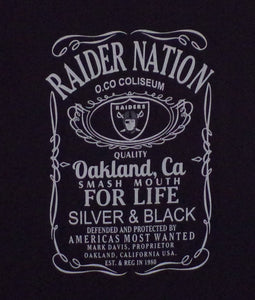 RAIDER NATION
O.CO COLISEUM
RAIDERS
QUALITY
Oakland, Ca
SMASH MOUTH
FOR LIFE
SILVER & BLACK
DEFENDED AND PROTECTED BY
AMERICAS MOST WANTED
MARK DAVIS, PROPRIETOR
OAKLAND, CALIFORNIA USA.
EST. & REG IN 1960